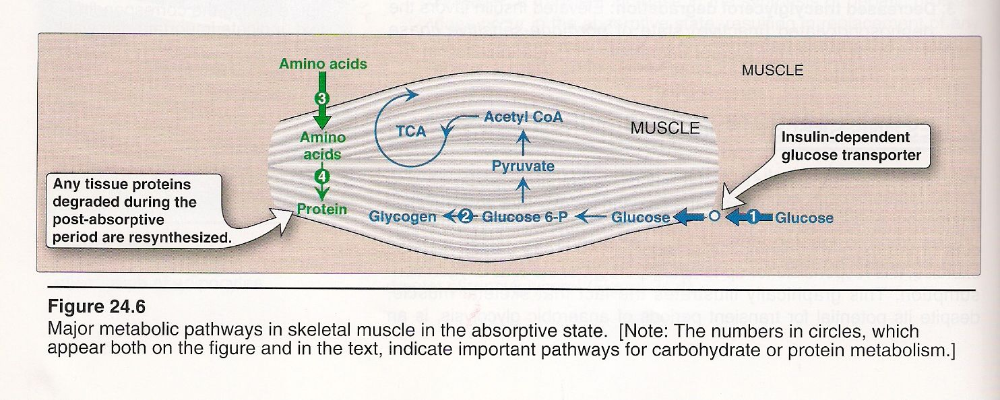 Amino acids
MUSCLE
3
Acetyl CoA
TCA
MUSCLE
Amino
acids
Insulin-dependent
glucose transporter
Pyruvate
4
Any tissue proteins
degraded during the
post-absorptive
period are resynthesized.
Protein
Glycogen 2 Glucose 6-P Glucose 1 Glucose
Figure 24.6
Major metabolic pathways in skeletal muscle in the absorptive state. [Note: The numbers in circles, which
appear both on the figure and in the text, indicate important pathways for carbohydrate or protein metabolism.]